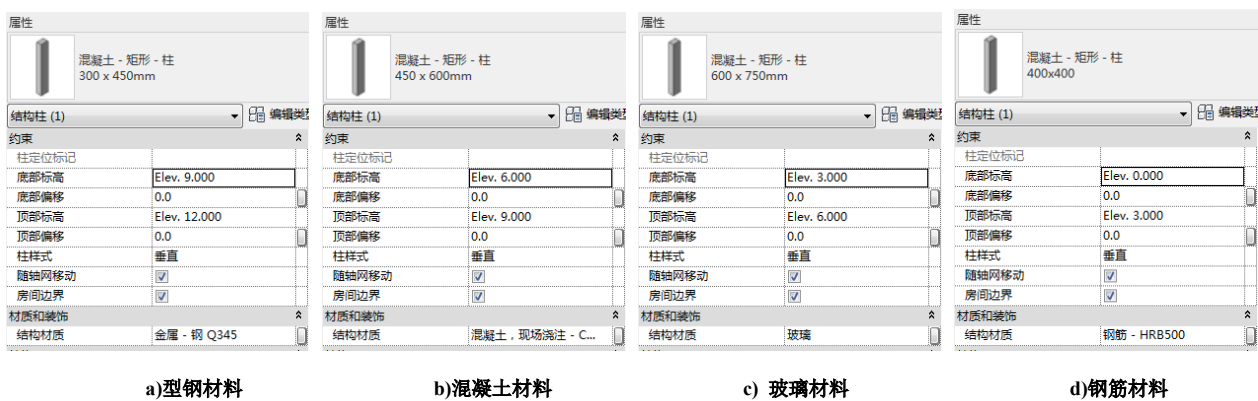 属性
混凝土 - 矩形 - 柱
300 x 450mm
结构柱 (1)
编辑类型
约束
柱定位标记
底部标高 Elev. 9.000
底部偏移 0.0
顶部标高 Elev. 12.000
顶部偏移 0.0
柱样式 垂直
随轴网移动
房间边界
材质和装饰
结构材质 金属 - 钢 Q345
a)型钢材料
属性
混凝土 - 矩形 - 柱
450 x 600mm
结构柱 (1)
编辑类型
约束
柱定位标记
底部标高 Elev. 6.000
底部偏移 0.0
顶部标高 Elev. 9.000
顶部偏移 0.0
柱样式 垂直
随轴网移动
房间边界
材质和装饰
结构材质 混凝土，现场浇注 - C...
b)混凝土材料
属性
混凝土 - 矩形 - 柱
600 x 750mm
结构柱 (1)
编辑类型
约束
柱定位标记
底部标高 Elev. 3.000
底部偏移 0.0
顶部标高 Elev. 6.000
顶部偏移 0.0
柱样式 垂直
随轴网移动
房间边界
材质和装饰
结构材质 玻璃
c) 玻璃材料
属性
混凝土 - 矩形 - 柱
400x400
结构柱 (1)
编辑类型
约束
柱定位标记
底部标高 Elev. 0.000
底部偏移 0.0
顶部标高 Elev. 3.000
顶部偏移 0.0
柱样式 垂直
随轴网移动
房间边界
材质和装饰
结构材质 钢筋 - HRB500
d)钢筋材料